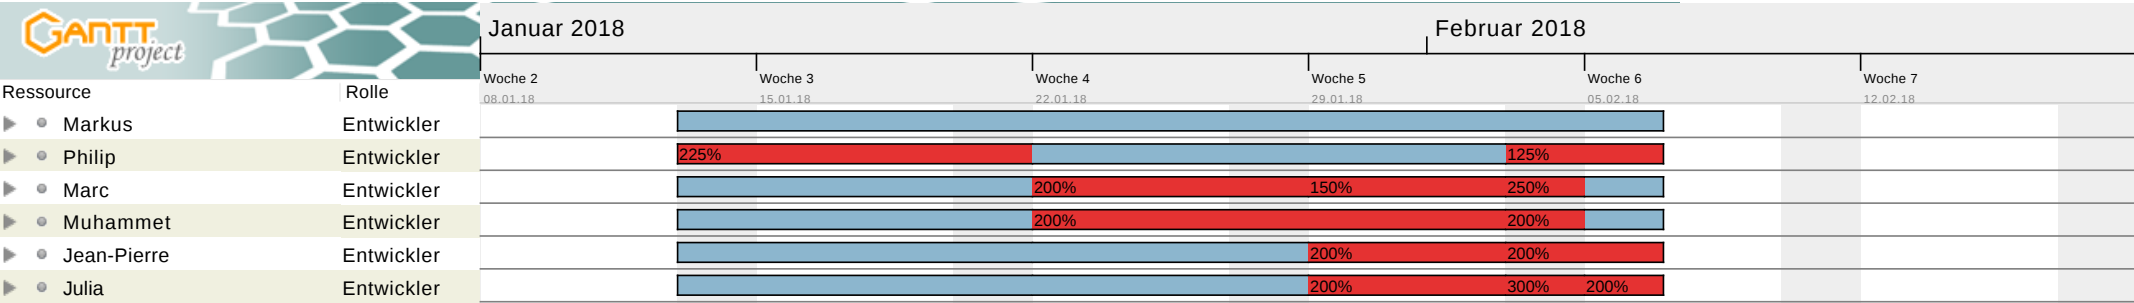 GANTT
project
Januar 2018
Februar 2018
Woche 2
Woche 3
Woche 4
Woche 5
Woche 6
Woche 7
Ressource
Rolle
08.01.18
15.01.18
22.01.18
29.01.18
05.02.18
12.02.18
Markus Entwickler
Philip Entwickler 225% 125%
Marc Entwickler 200% 150% 250%
Muhammet Entwickler 200% 200%
Jean-Pierre Entwickler 200% 200%
Julia Entwickler 200% 300% 200%